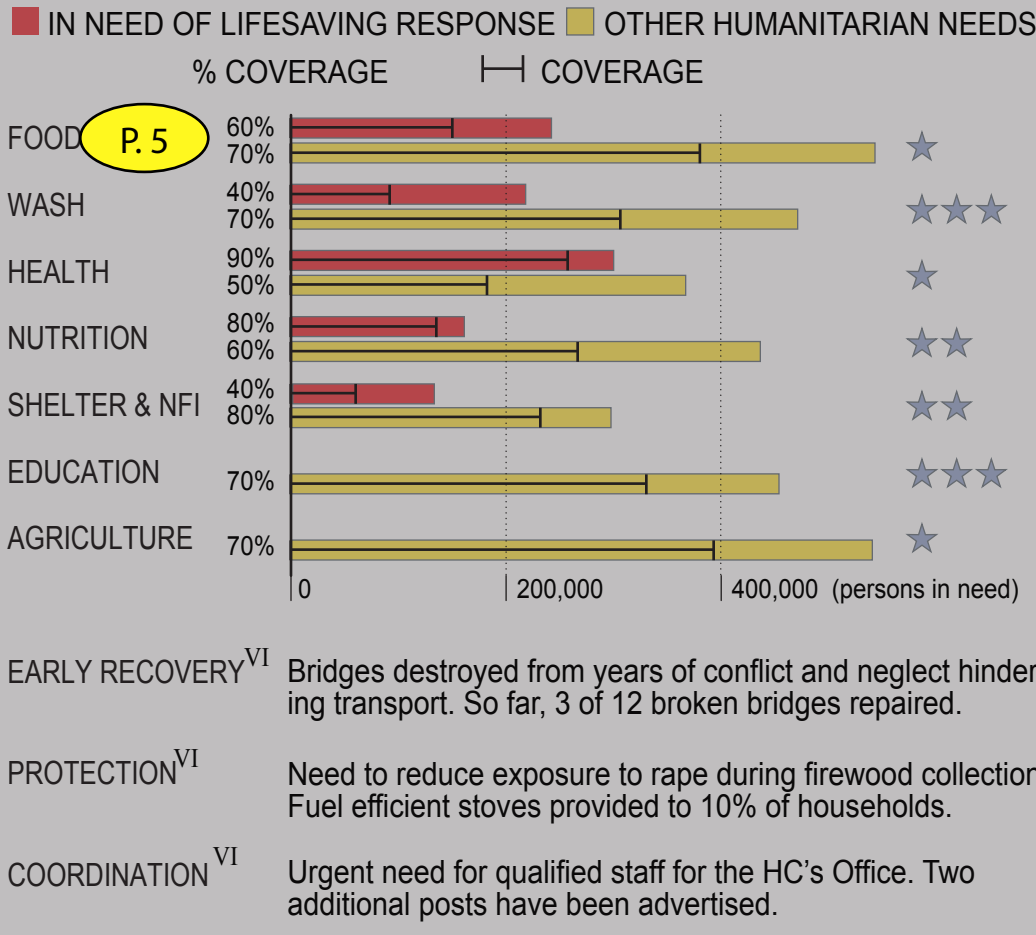 IN NEED OF LIFESAVING RESPONSE OTHER HUMANITARIAN NEEDS
% COVERAGE COVERAGE
FOOD P. 5 60%
70%
WASH 40%
70%
HEALTH 90%
50%
NUTRITION 80%
60%
SHELTER & NFI 40%
80%
EDUCATION 70%
AGRICULTURE 70%
0 200,000 400,000 (persons in need)
EARLY RECOVERY VI Bridges destroyed from years of conflict and neglect hinder
ing transport. So far, 3 of 12 broken bridges repaired.
PROTECTION VI Need to reduce exposure to rape during firewood collection
Fuel efficient stoves provided to 10% of households.
COORDINATION VI Urgent need for qualified staff for the HC's Office. Two
additional posts have been advertised.